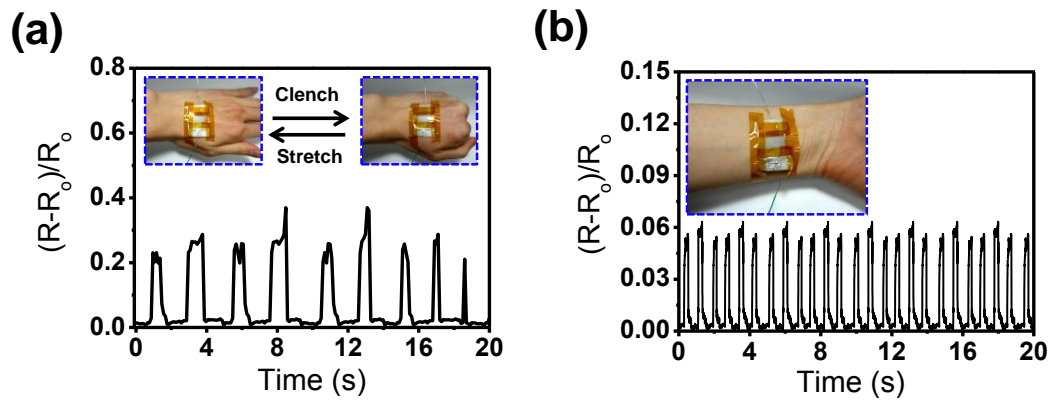 (a)
(R-Ro)/Ro
0.8
0.6
0.4
0.2
0.0
Clench
Stretch
0 4 8 12 16 20
Time (s)
(b)
(R-Ro)/Ro
0.15
0.12
0.09
0.06
0.03
0.00
0 4 8 12 16 20
Time (s)